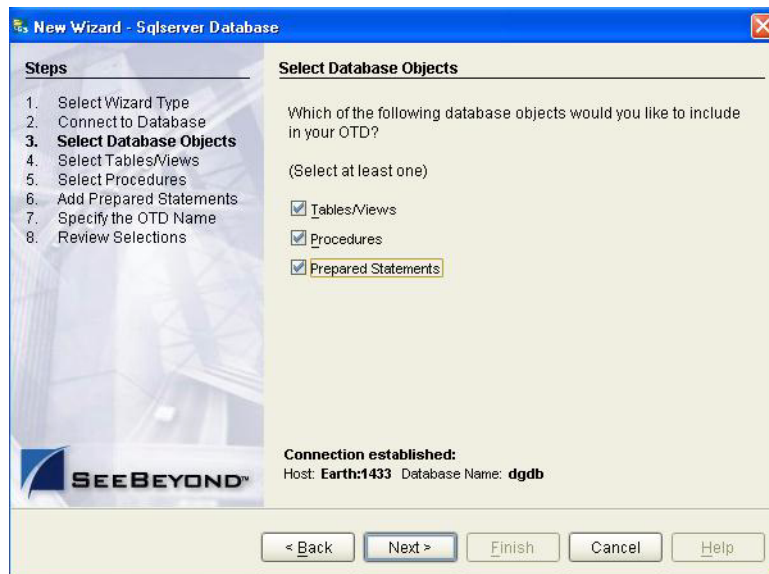 New Wizard - Sqlserver Database
Steps
1. Select Wizard Type
2. Connect to Database
3. Select Database Objects
4. Select Tables/Views
5. Select Procedures
6. Add Prepared Statements
7. Specify the OTD Name
8. Review Selections
SEEBEYOND™
Select Database Objects
Which of the following database objects would you like to include
in your OTD?
(Select at least one)
Tables/Views
Procedures
Prepared Statements
Connection established:
Host: Earth:1433 Database Name: dgdb
< Back Next > Finish Cancel Help